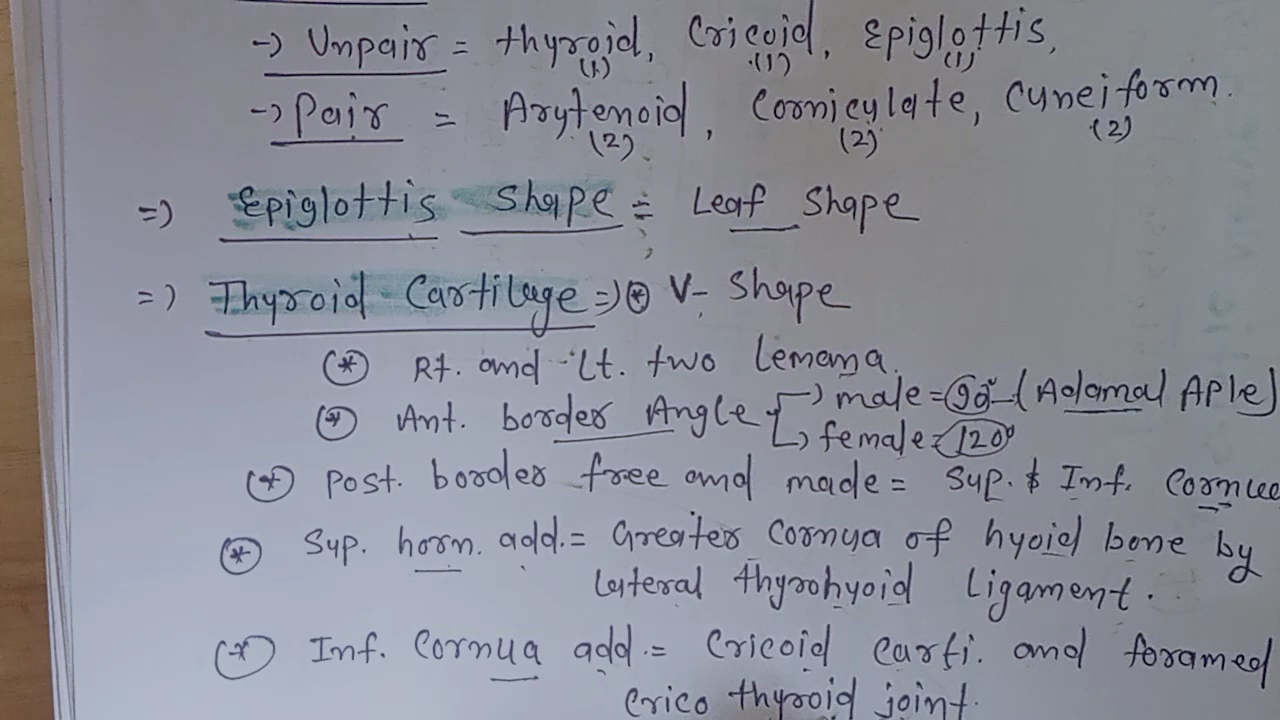 -> Unpair = thyroid, Cricoid, Epiglottis,
(1) (1) (1)
-> Pair = Arytenoid, Corniculate, Cuneiform.
(2) (2) (2)
=> Epiglottis Shape = Leaf Shape
=> Thyroid Cartilage => * V- Shape
* Rt. and Lt. two Lemana.
* Ant. border Angle -> male = 90° (Adamal APle)
-> female = 120°
* Post. border free and made = Sup. & Inf. Cornuee
* Sup. horn. add. = Greater Cornua of hyoid bone by
Lateral thyrohyoid Ligament.
* Inf. Cornua add. = Cricoid Carti. and foramed
Crico thyroid joint.